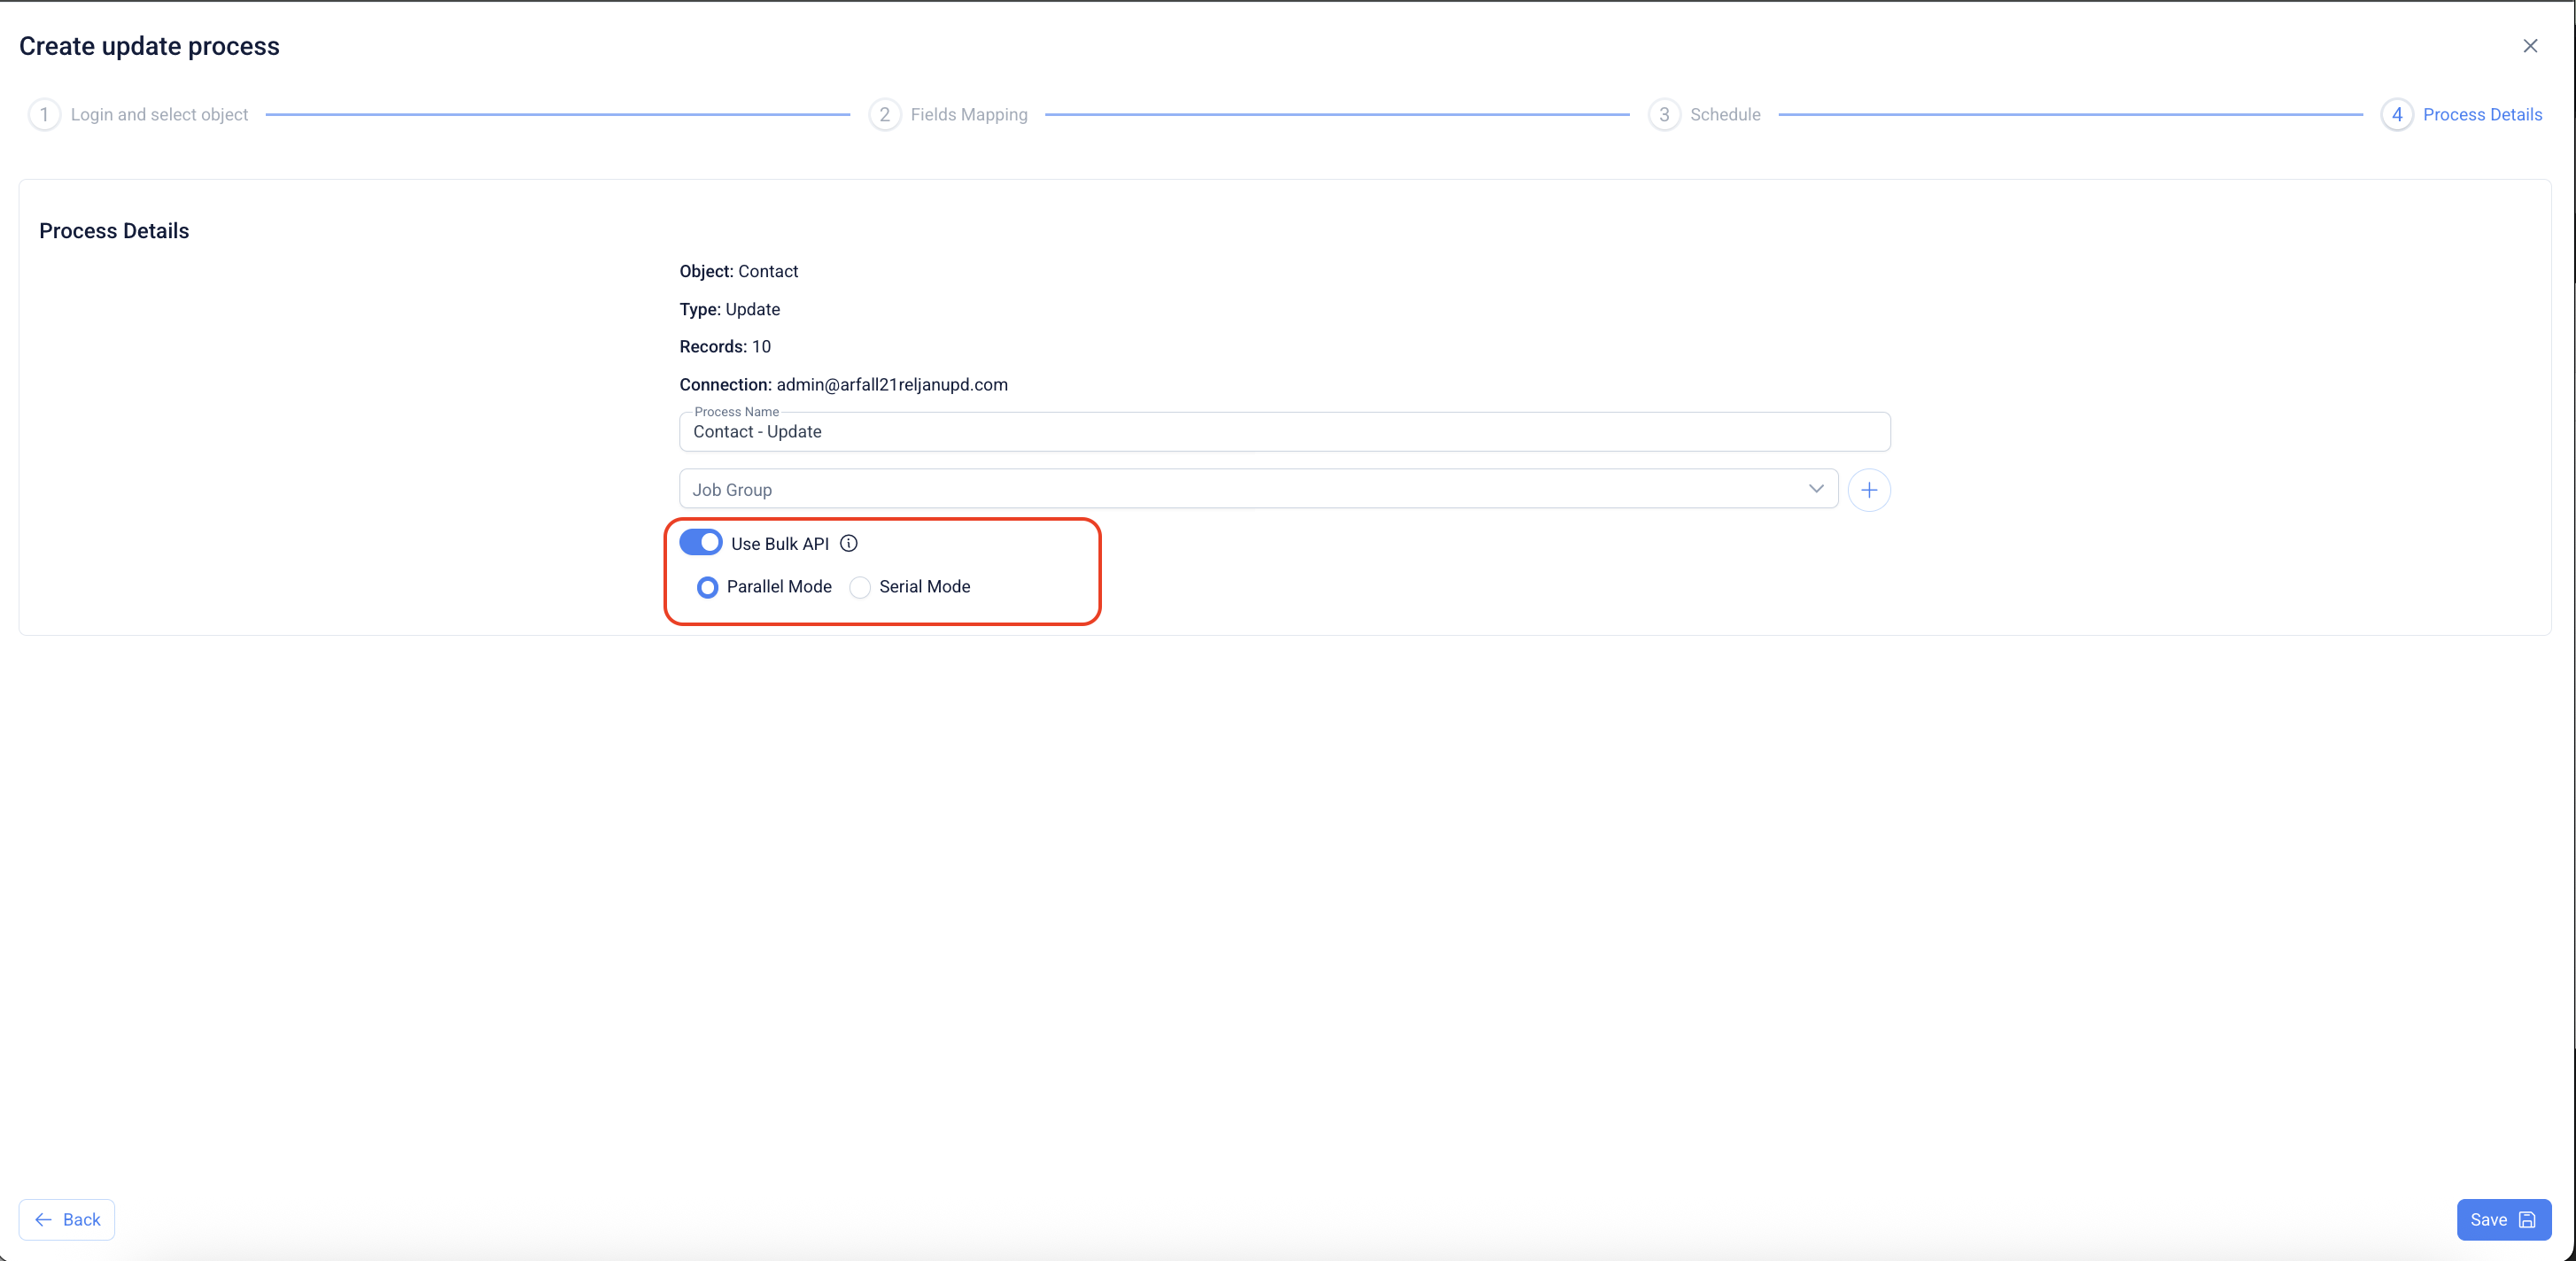 Create update process
1 Login and select object 2 Fields Mapping 3 Schedule 4 Process Details
Process Details
Object: Contact
Type: Update
Records: 10
Connection: admin@arfall21reljanupd.com
Process Name
Contact - Update
Job Group
Use Bulk API
Parallel Mode Serial Mode
Back Save